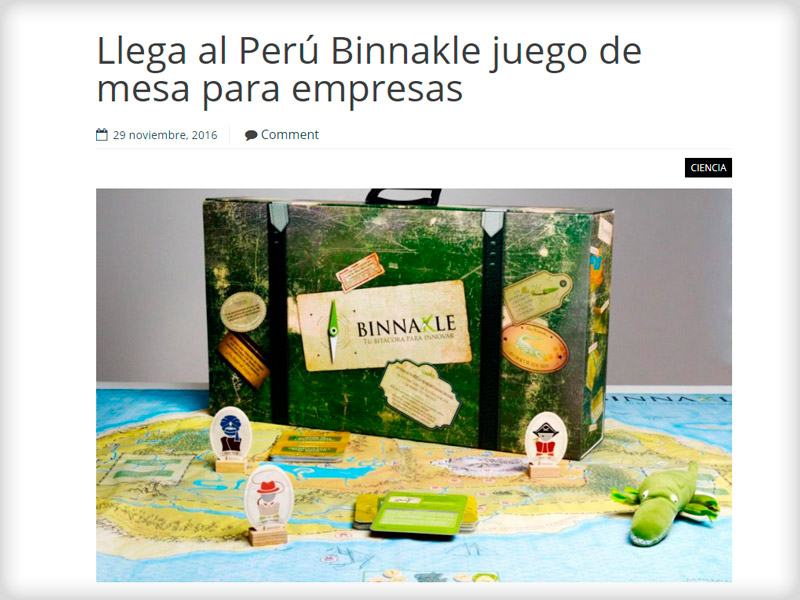 Llega al Perú Binnakle juego de
mesa para empresas
29 noviembre, 2016
Comment
CIENCIA
BINNAKLE
TU BITÁCORA PARA INNOVAR